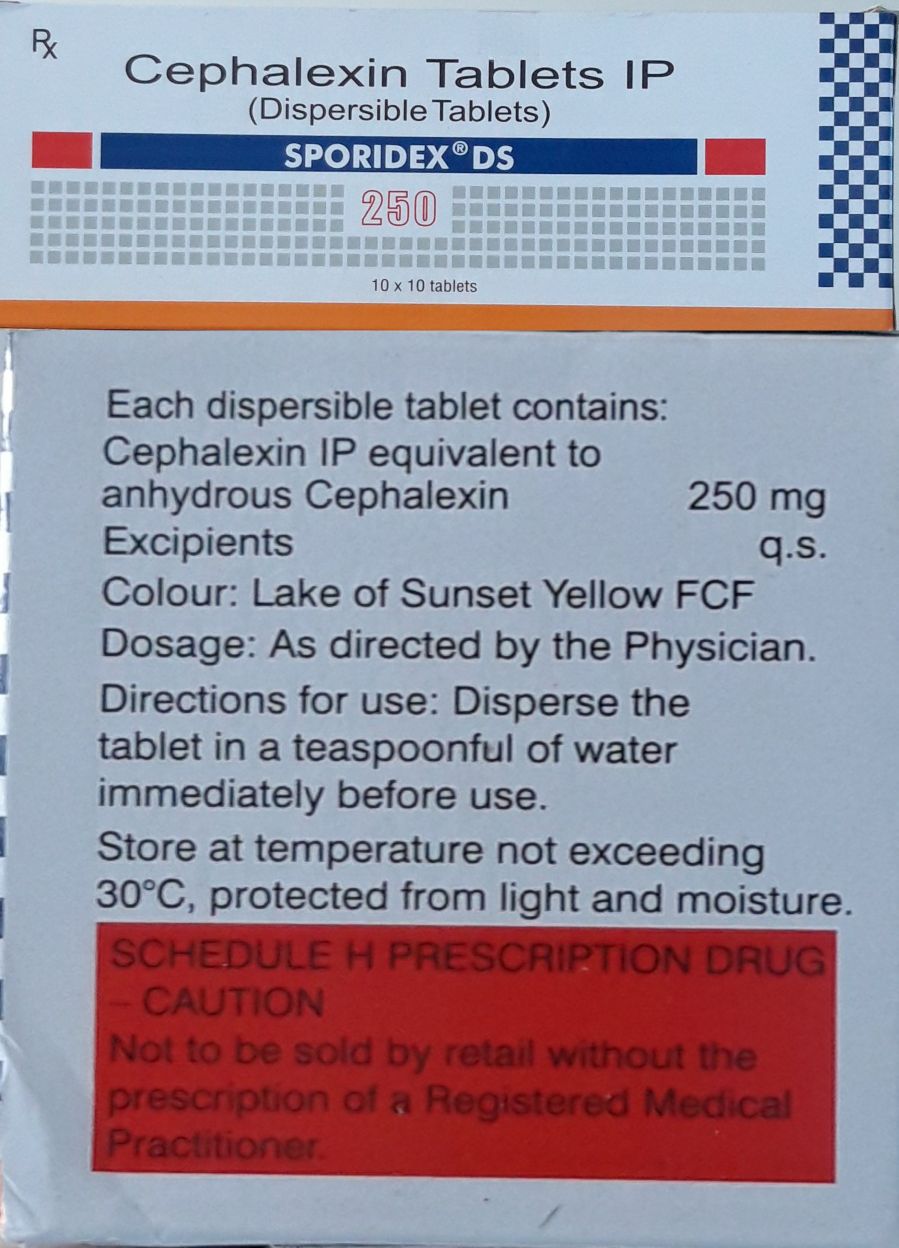 Rx
Cephalexin Tablets IP
(Dispersible Tablets)
SPORIDEX® DS
250
10 x 10 tablets
Each dispersible tablet contains:
Cephalexin IP equivalent to
anhydrous Cephalexin 250 mg
Excipients q.s.
Colour: Lake of Sunset Yellow FCF
Dosage: As directed by the Physician.
Directions for use: Disperse the
tablet in a teaspoonful of water
immediately before use.
Store at temperature not exceeding
30°C, protected from light and moisture.
SCHEDULE H PRESCRIPTION DRUG
– CAUTION
Not to be sold by retail without the
prescription of a Registered Medical
Practitioner.